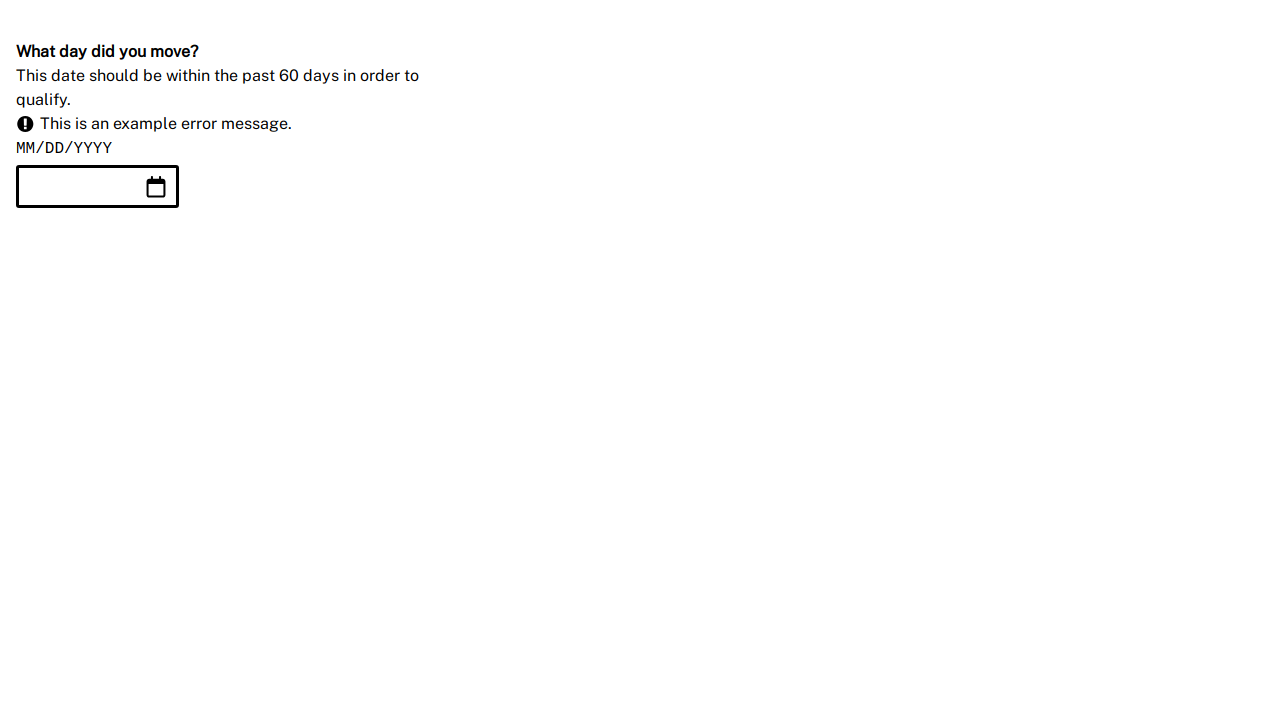 What day did you move?
This date should be within the past 60 days in order to
qualify.
This is an example error message.
MM/DD/YYYY